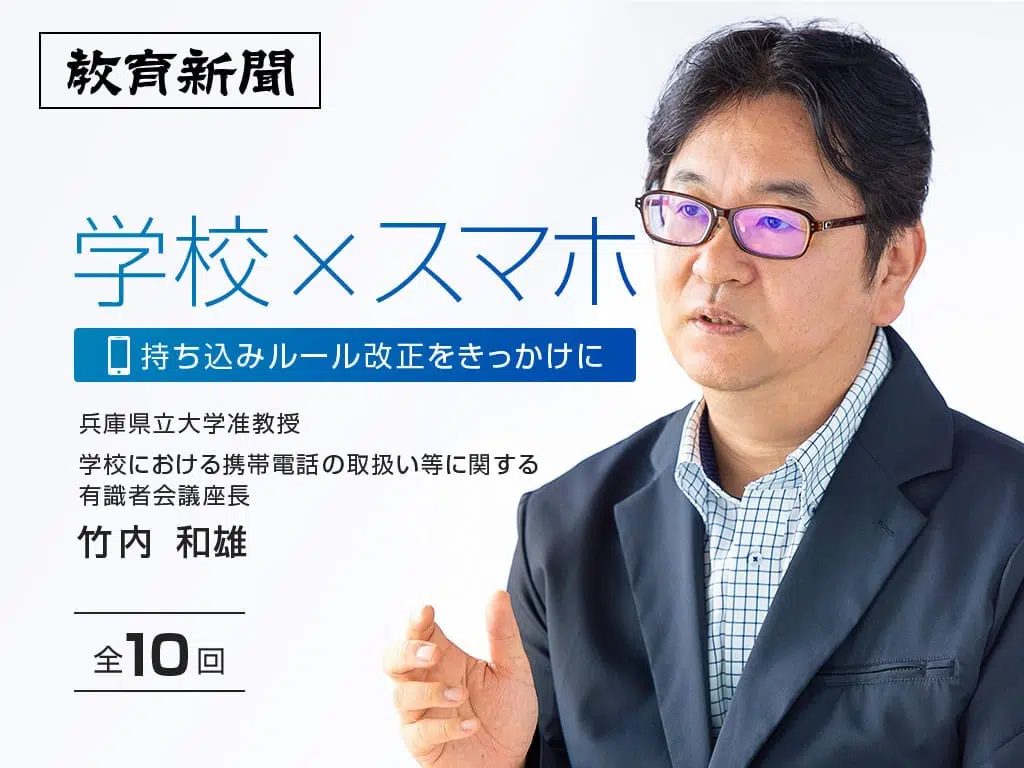 教育新聞
学校×スマホ
持ち込みルール改正をきっかけに
兵庫県立大学准教授
学校における携帯電話の取扱い等に関する
有識者会議座長
竹内 和雄
全10回